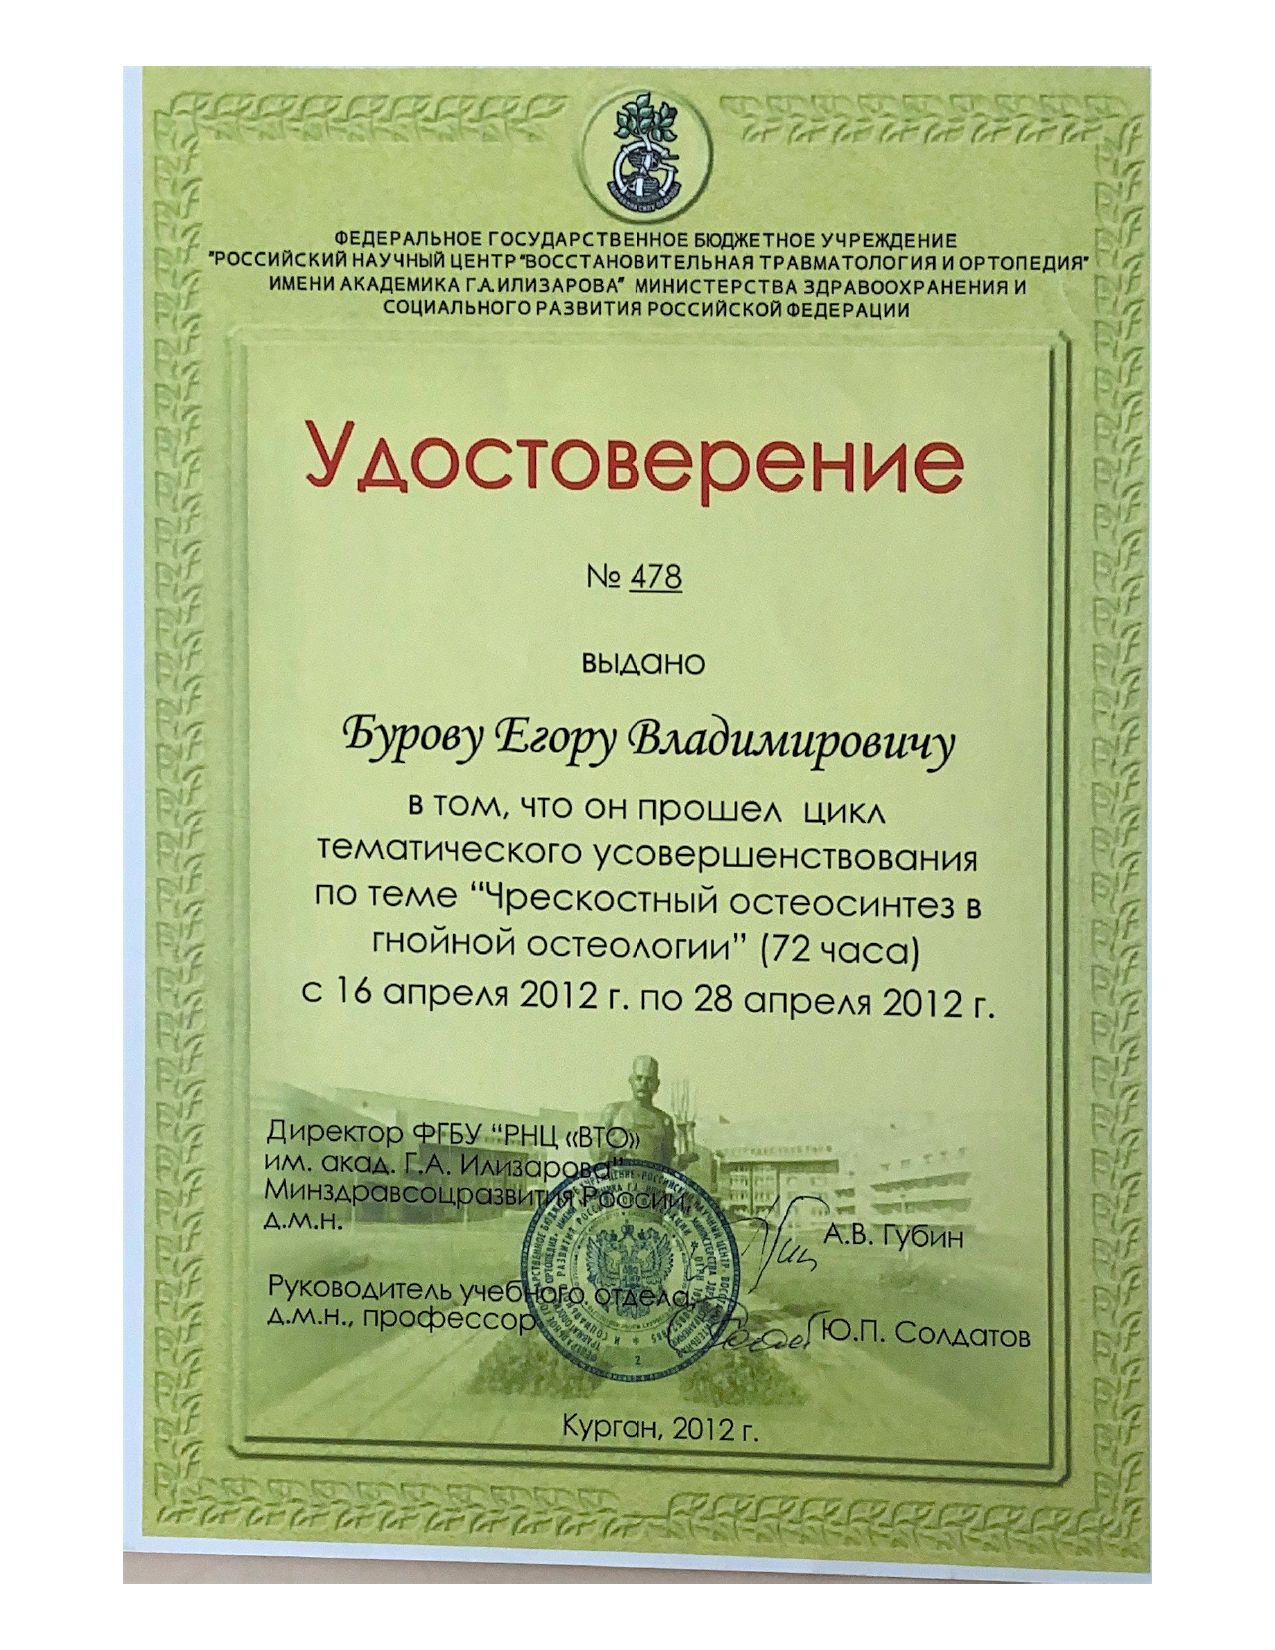 ФЕДЕРАЛЬНОЕ ГОСУДАРСТВЕННОЕ БЮДЖЕТНОЕ УЧРЕЖДЕНИЕ
"РОССИЙСКИЙ НАУЧНЫЙ ЦЕНТР "ВОССТАНОВИТЕЛЬНАЯ ТРАВМАТОЛОГИЯ И ОРТОПЕДИЯ"
ИМЕНИ АКАДЕМИКА Г.А.ИЛИЗАРОВА" МИНИСТЕРСТВА ЗДРАВООХРАНЕНИЯ И
СОЦИАЛЬНОГО РАЗВИТИЯ РОССИЙСКОЙ ФЕДЕРАЦИИ
Удостоверение
№ 478
выдано
Бурову Егору Владимировичу
в том, что он прошел цикл
тематического усовершенствования
по теме “Чрескостный остеосинтез в
гнойной остеологии” (72 часа)
с 16 апреля 2012 г. по 28 апреля 2012 г.
Директор ФГБУ “РНЦ «ВТО»
им. акад. Г.А. Илизарова"
Минздравсоцразвития России,
д.м.н.
А.В. Губин
Руководитель учебного отдела,
д.м.н., профессор
Ю.П. Солдатов
Курган, 2012 г.